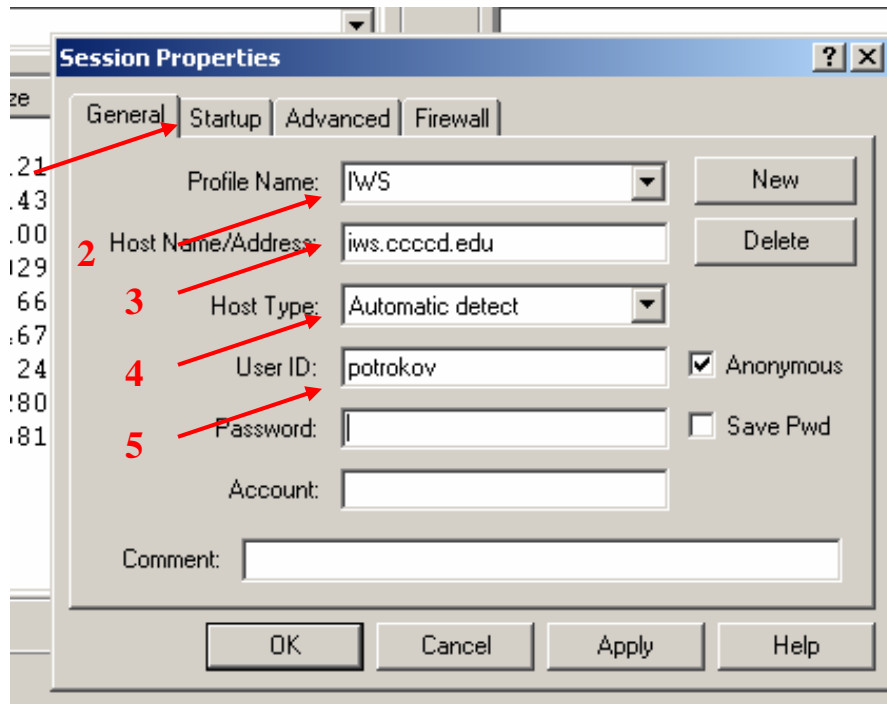 Session Properties
ze
General Startup Advanced Firewall
Profile Name: IWS New
2 Host Name/Address: iws.ccccd.edu Delete
3 Host Type: Automatic detect
4 User ID: potrokov Anonymous
5 Password: Save Pwd
Account:
Comment:
OK Cancel Apply Help
21
43
00
29
66
67
24
280
81